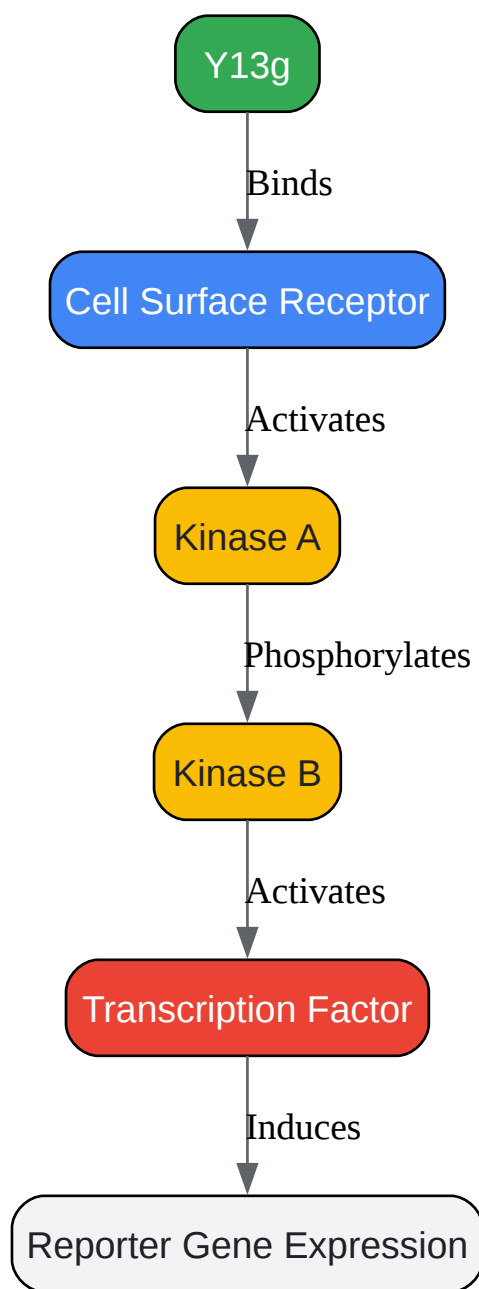 Y13g
Binds
Cell Surface Receptor
Activates
Kinase A
Phosphorylates
Kinase B
Activates
Transcription Factor
Induces
Reporter Gene Expression